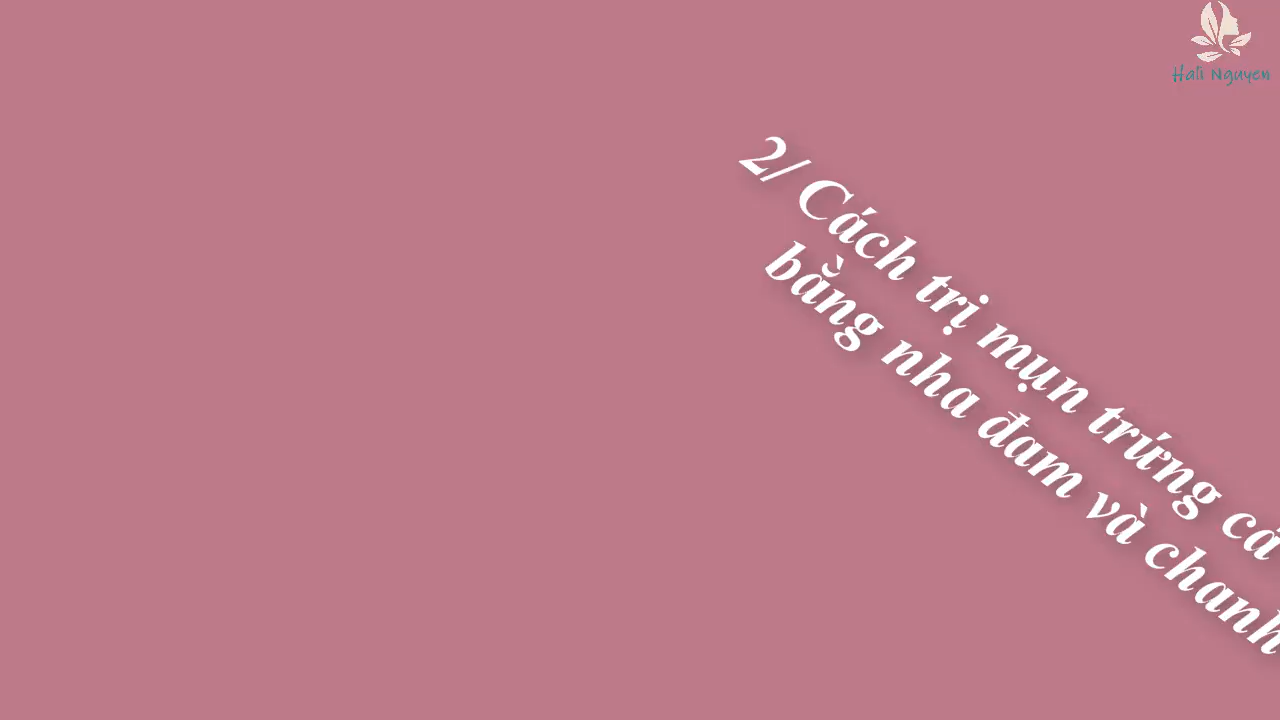 Hali Nguyen
2/ Cách trị mụn trứng cá
bằng nha đam và chanh